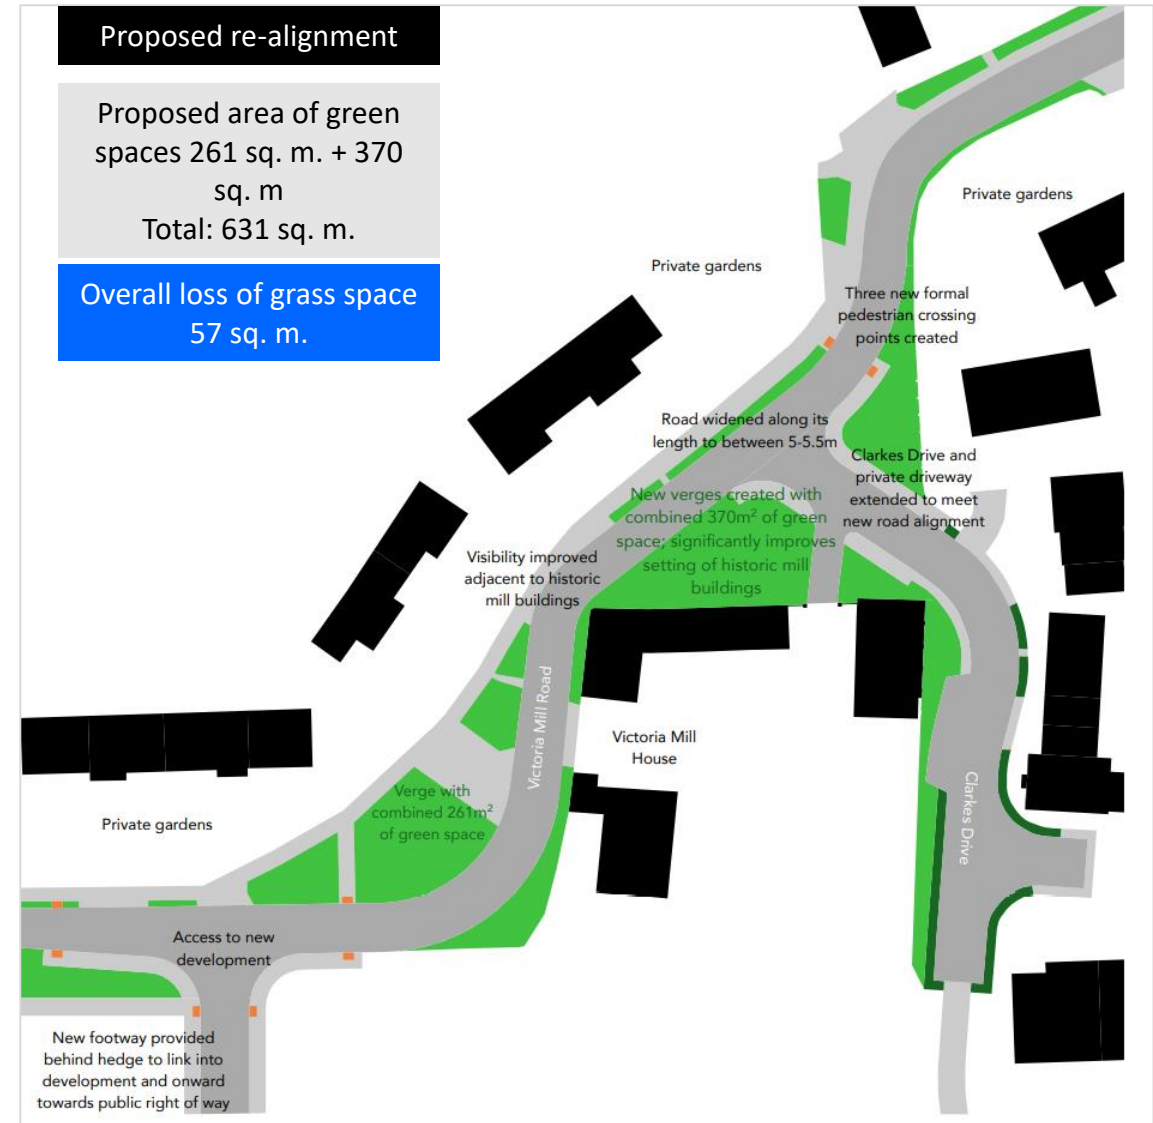 Proposed re-alignment
Proposed area of green
spaces 261 sq. m. + 370
sq. m
Total: 631 sq. m.
Overall loss of grass space
57 sq. m.
Private gardens
Private gardens
Three new formal
pedestrian crossing
points created
Road widened along its
length to between 5-5.5m
Clarkes Drive and
private driveway
extended to meet
new road alignment
New verges created with
combined 370m² of green
space; significantly improves
setting of historic mill
buildings
Visibility improved
adjacent to historic
mill buildings
Victoria Mill Road
Victoria Mill
House
Clarkes Drive
Verge with
combined 261m²
of green space
Private gardens
Access to new
development
New footway provided
behind hedge to link into
development and onward
towards public right of way